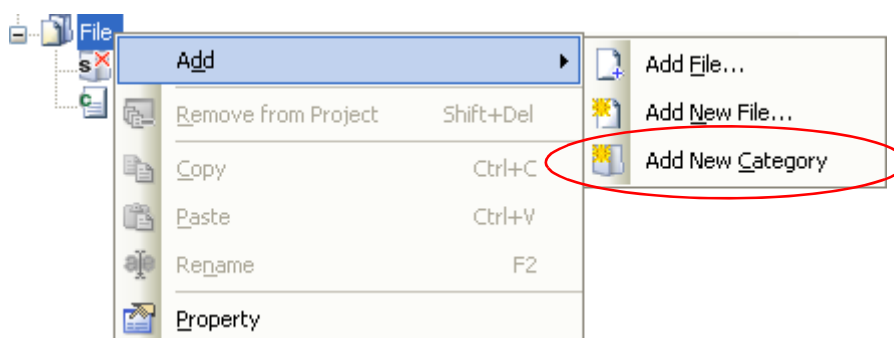 File
S
C
Add
Remove from Project Shift+Del
Copy Ctrl+C
Paste Ctrl+V
Rename F2
Property
Add File...
Add New File...
Add New Category